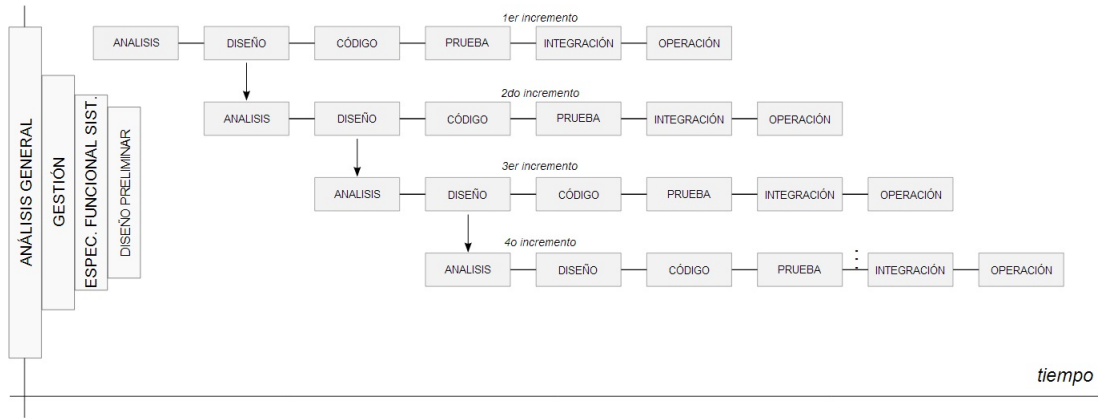 ANÁLISIS GENERAL
GESTIÓN
ESPEC. FUNCIONAL SIST.
DISEÑO PRELIMINAR
1er incremento
ANALISIS DISEÑO CÓDIGO PRUEBA INTEGRACIÓN OPERACIÓN
2do incremento
ANALISIS DISEÑO CÓDIGO PRUEBA INTEGRACIÓN OPERACIÓN
3er incremento
ANALISIS DISEÑO CÓDIGO PRUEBA INTEGRACIÓN OPERACIÓN
4o incremento
ANALISIS DISEÑO CÓDIGO PRUEBA INTEGRACIÓN OPERACIÓN
tiempo